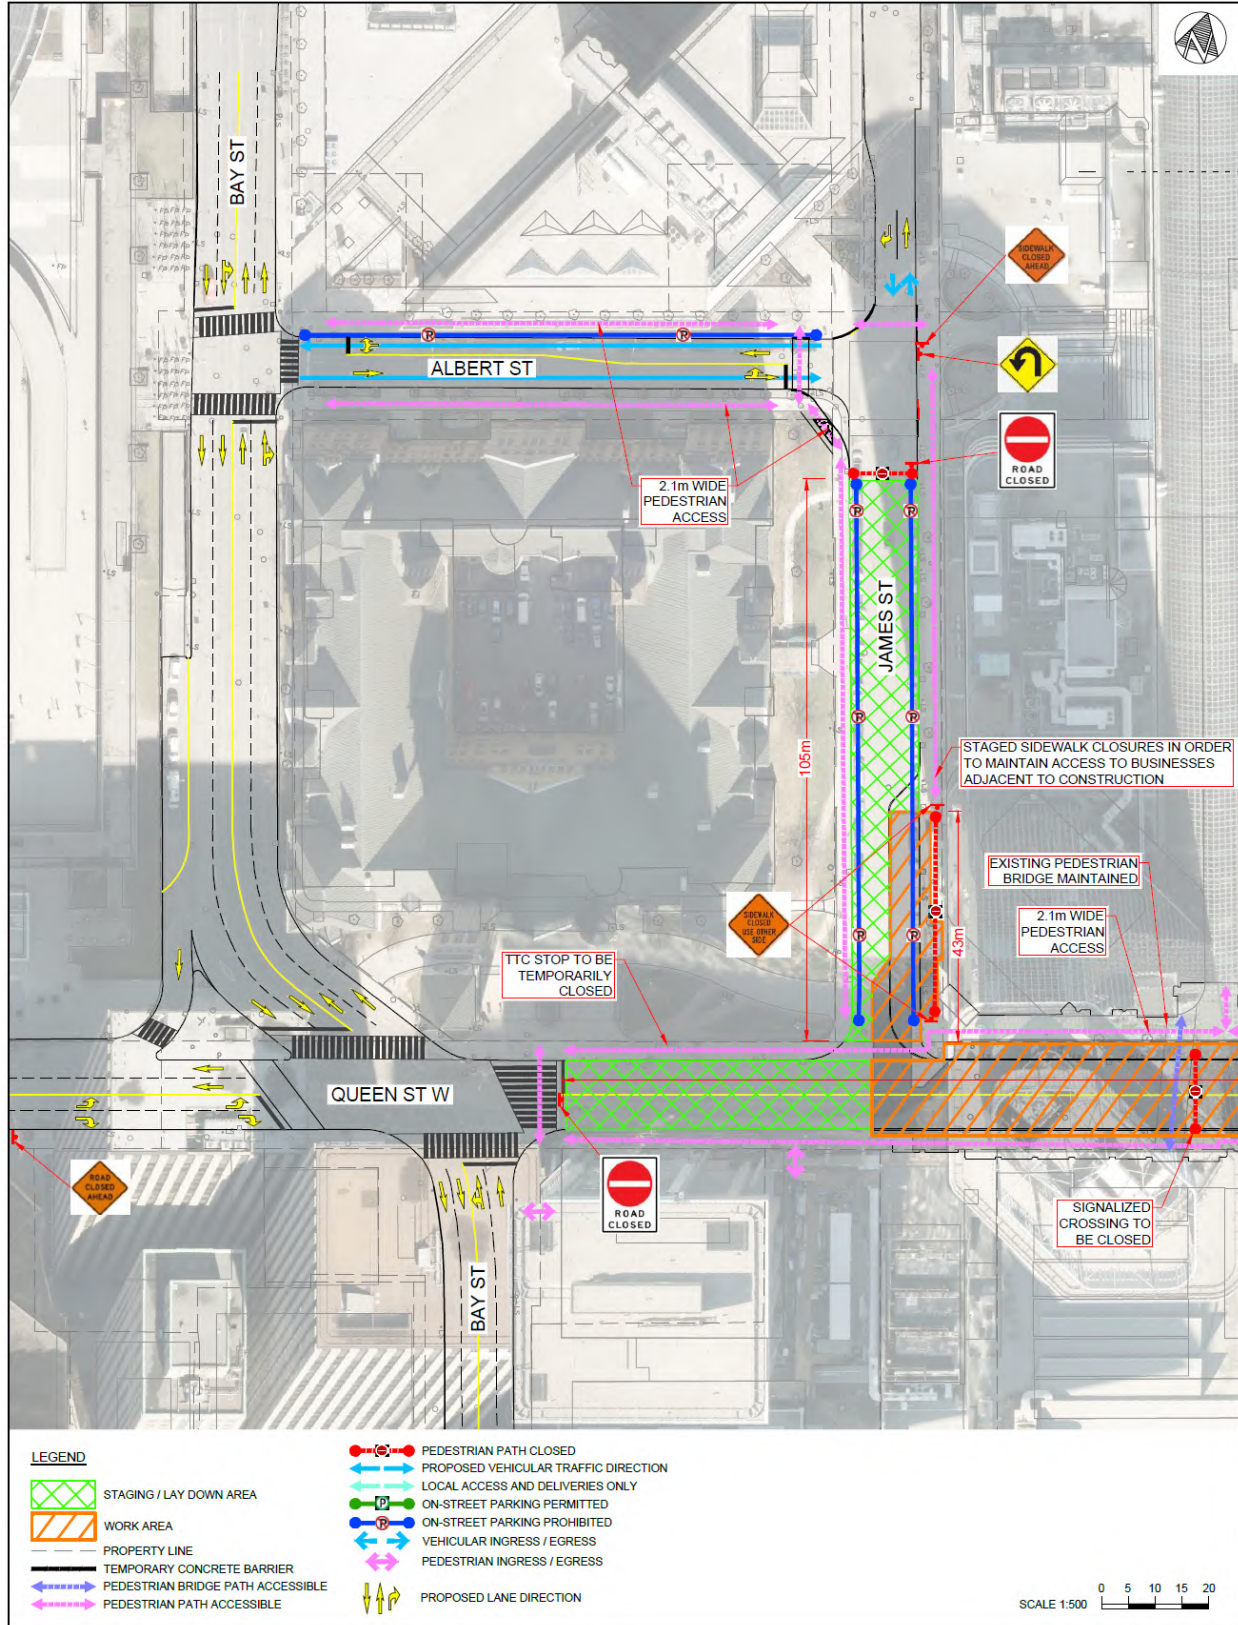 BAY ST
SIDEWALK
CLOSED
AHEAD
ALBERT ST
ROAD
CLOSED
2.1m WIDE
PEDESTRIAN
ACCESS
JAMES ST
105m
STAGED SIDEWALK CLOSURES IN ORDER
TO MAINTAIN ACCESS TO BUSINESSES
ADJACENT TO CONSTRUCTION
EXISTING PEDESTRIAN
BRIDGE MAINTAINED
SIDEWALK
CLOSED
USE OTHER
SIDE
43m
2.1m WIDE
PEDESTRIAN
ACCESS
TTC STOP TO BE
TEMPORARILY
CLOSED
QUEEN ST W
ROAD
CLOSED
AHEAD
ROAD
CLOSED
SIGNALIZED
CROSSING TO
BE CLOSED
BAY ST
LEGEND
STAGING / LAY DOWN AREA
WORK AREA
PROPERTY LINE
TEMPORARY CONCRETE BARRIER
PEDESTRIAN BRIDGE PATH ACCESSIBLE
PEDESTRIAN PATH ACCESSIBLE
PEDESTRIAN PATH CLOSED
PROPOSED VEHICULAR TRAFFIC DIRECTION
LOCAL ACCESS AND DELIVERIES ONLY
P ON-STREET PARKING PERMITTED
P ON-STREET PARKING PROHIBITED
VEHICULAR INGRESS / EGRESS
PEDESTRIAN INGRESS / EGRESS
PROPOSED LANE DIRECTION
SCALE 1:500
0 5 10 15 20